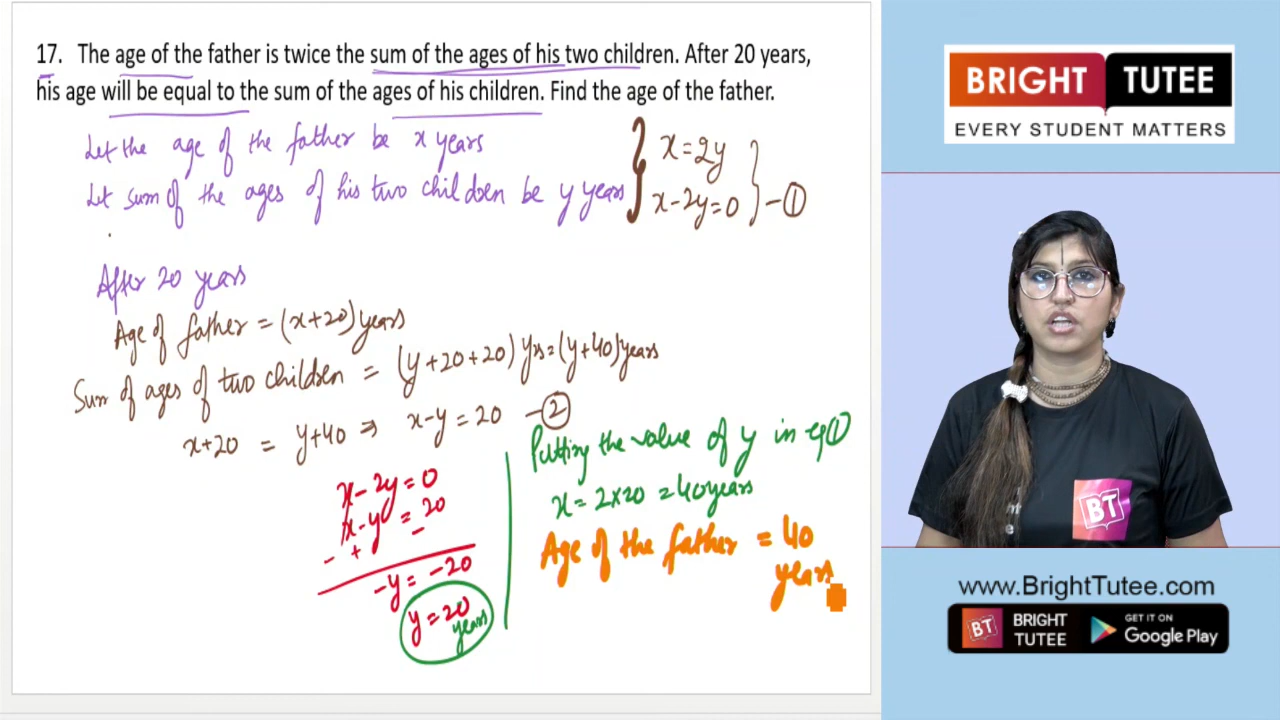 17. The age of the father is twice the sum of the ages of his two children. After 20 years,
his age will be equal to the sum of the ages of his children. Find the age of the father.
Let the age of the father be x years
Let sum of the ages of his two children be y years
x=2y
x-2y=0 -①
After 20 years
Age of father = (x+20) years
Sum of ages of two children = (y+20+20) yrs = (y+40) years
x+20 = y+40 ⇒ x-y = 20 -②
x-2y=0
x-y = 20
- + -
-y = -20
y=20 years
Putting the value of y in eq ①
x = 2×20 = 40 years
Age of the father = 40
years
BRIGHT TUTEE
EVERY STUDENT MATTERS
BT
www.BrightTutee.com
BT BRIGHT TUTEE
GET IT ON
Google Play